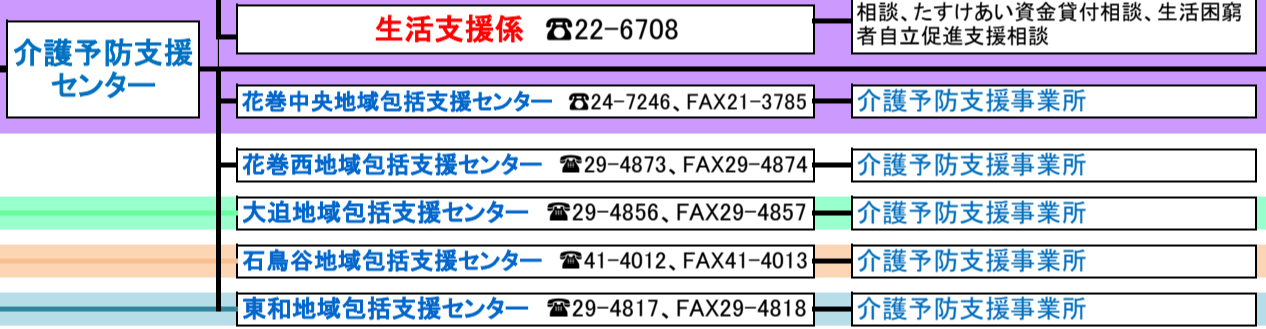 生活支援係 ☎22-6708
相談、たすけあい資金貸付相談、生活困窮
者自立促進支援相談
介護予防支援
センター
花巻中央地域包括支援センター ☎24-7246、FAX21-3785
介護予防支援事業所
花巻西地域包括支援センター ☎29-4873、FAX29-4874
介護予防支援事業所
大迫地域包括支援センター ☎29-4856、FAX29-4857
介護予防支援事業所
石鳥谷地域包括支援センター ☎41-4012、FAX41-4013
介護予防支援事業所
東和地域包括支援センター ☎29-4817、FAX29-4818
介護予防支援事業所